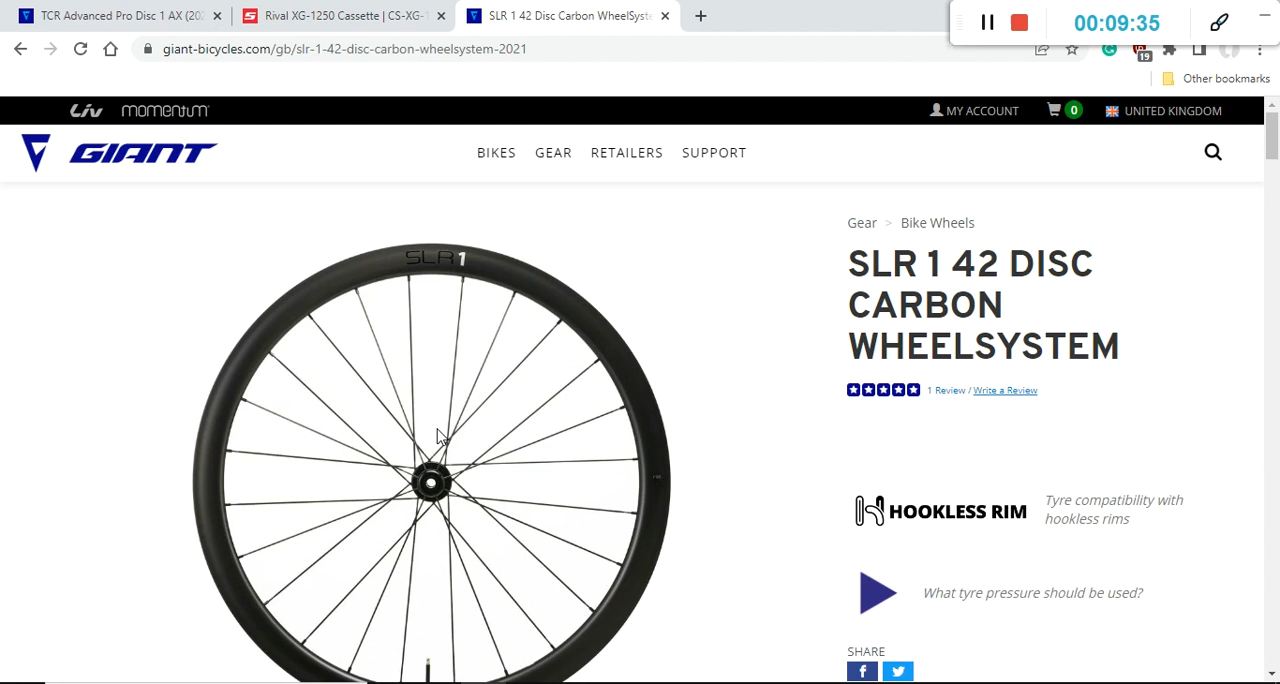 TCR Advanced Pro Disc 1 AX (202
Rival XG-1250 Cassette | CS-XG-1
SLR 1 42 Disc Carbon WheelSyste
00:09:35
giant-bicycles.com/gb/slr-1-42-disc-carbon-wheelsystem-2021
19
Other bookmarks
Liv
momentum
MY ACCOUNT
0
UNITED KINGDOM
GIANT
BIKES
GEAR
RETAILERS
SUPPORT
Gear > Bike Wheels
SLR 1 42 DISC
CARBON
WHEELSYSTEM
1 Review / Write a Review
SLR 1
HOOKLESS RIM
Tyre compatibility with
hookless rims
What tyre pressure should be used?
SHARE